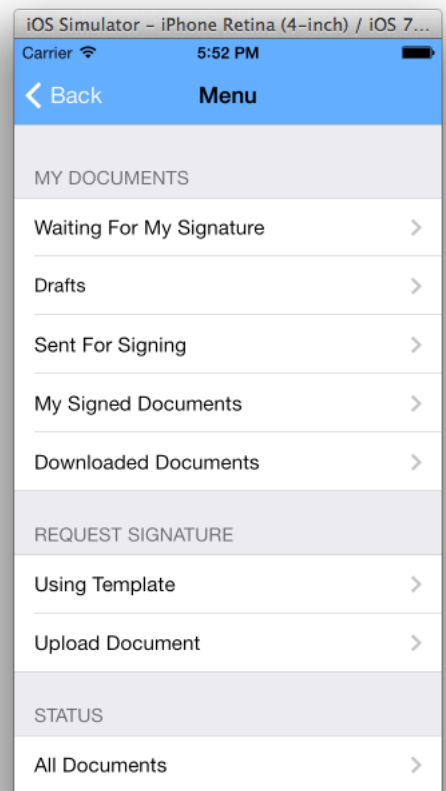 iOS Simulator – iPhone Retina (4-inch) / iOS 7...
Carrier 5:52 PM
Back Menu
MY DOCUMENTS
Waiting For My Signature
Drafts
Sent For Signing
My Signed Documents
Downloaded Documents
REQUEST SIGNATURE
Using Template
Upload Document
STATUS
All Documents